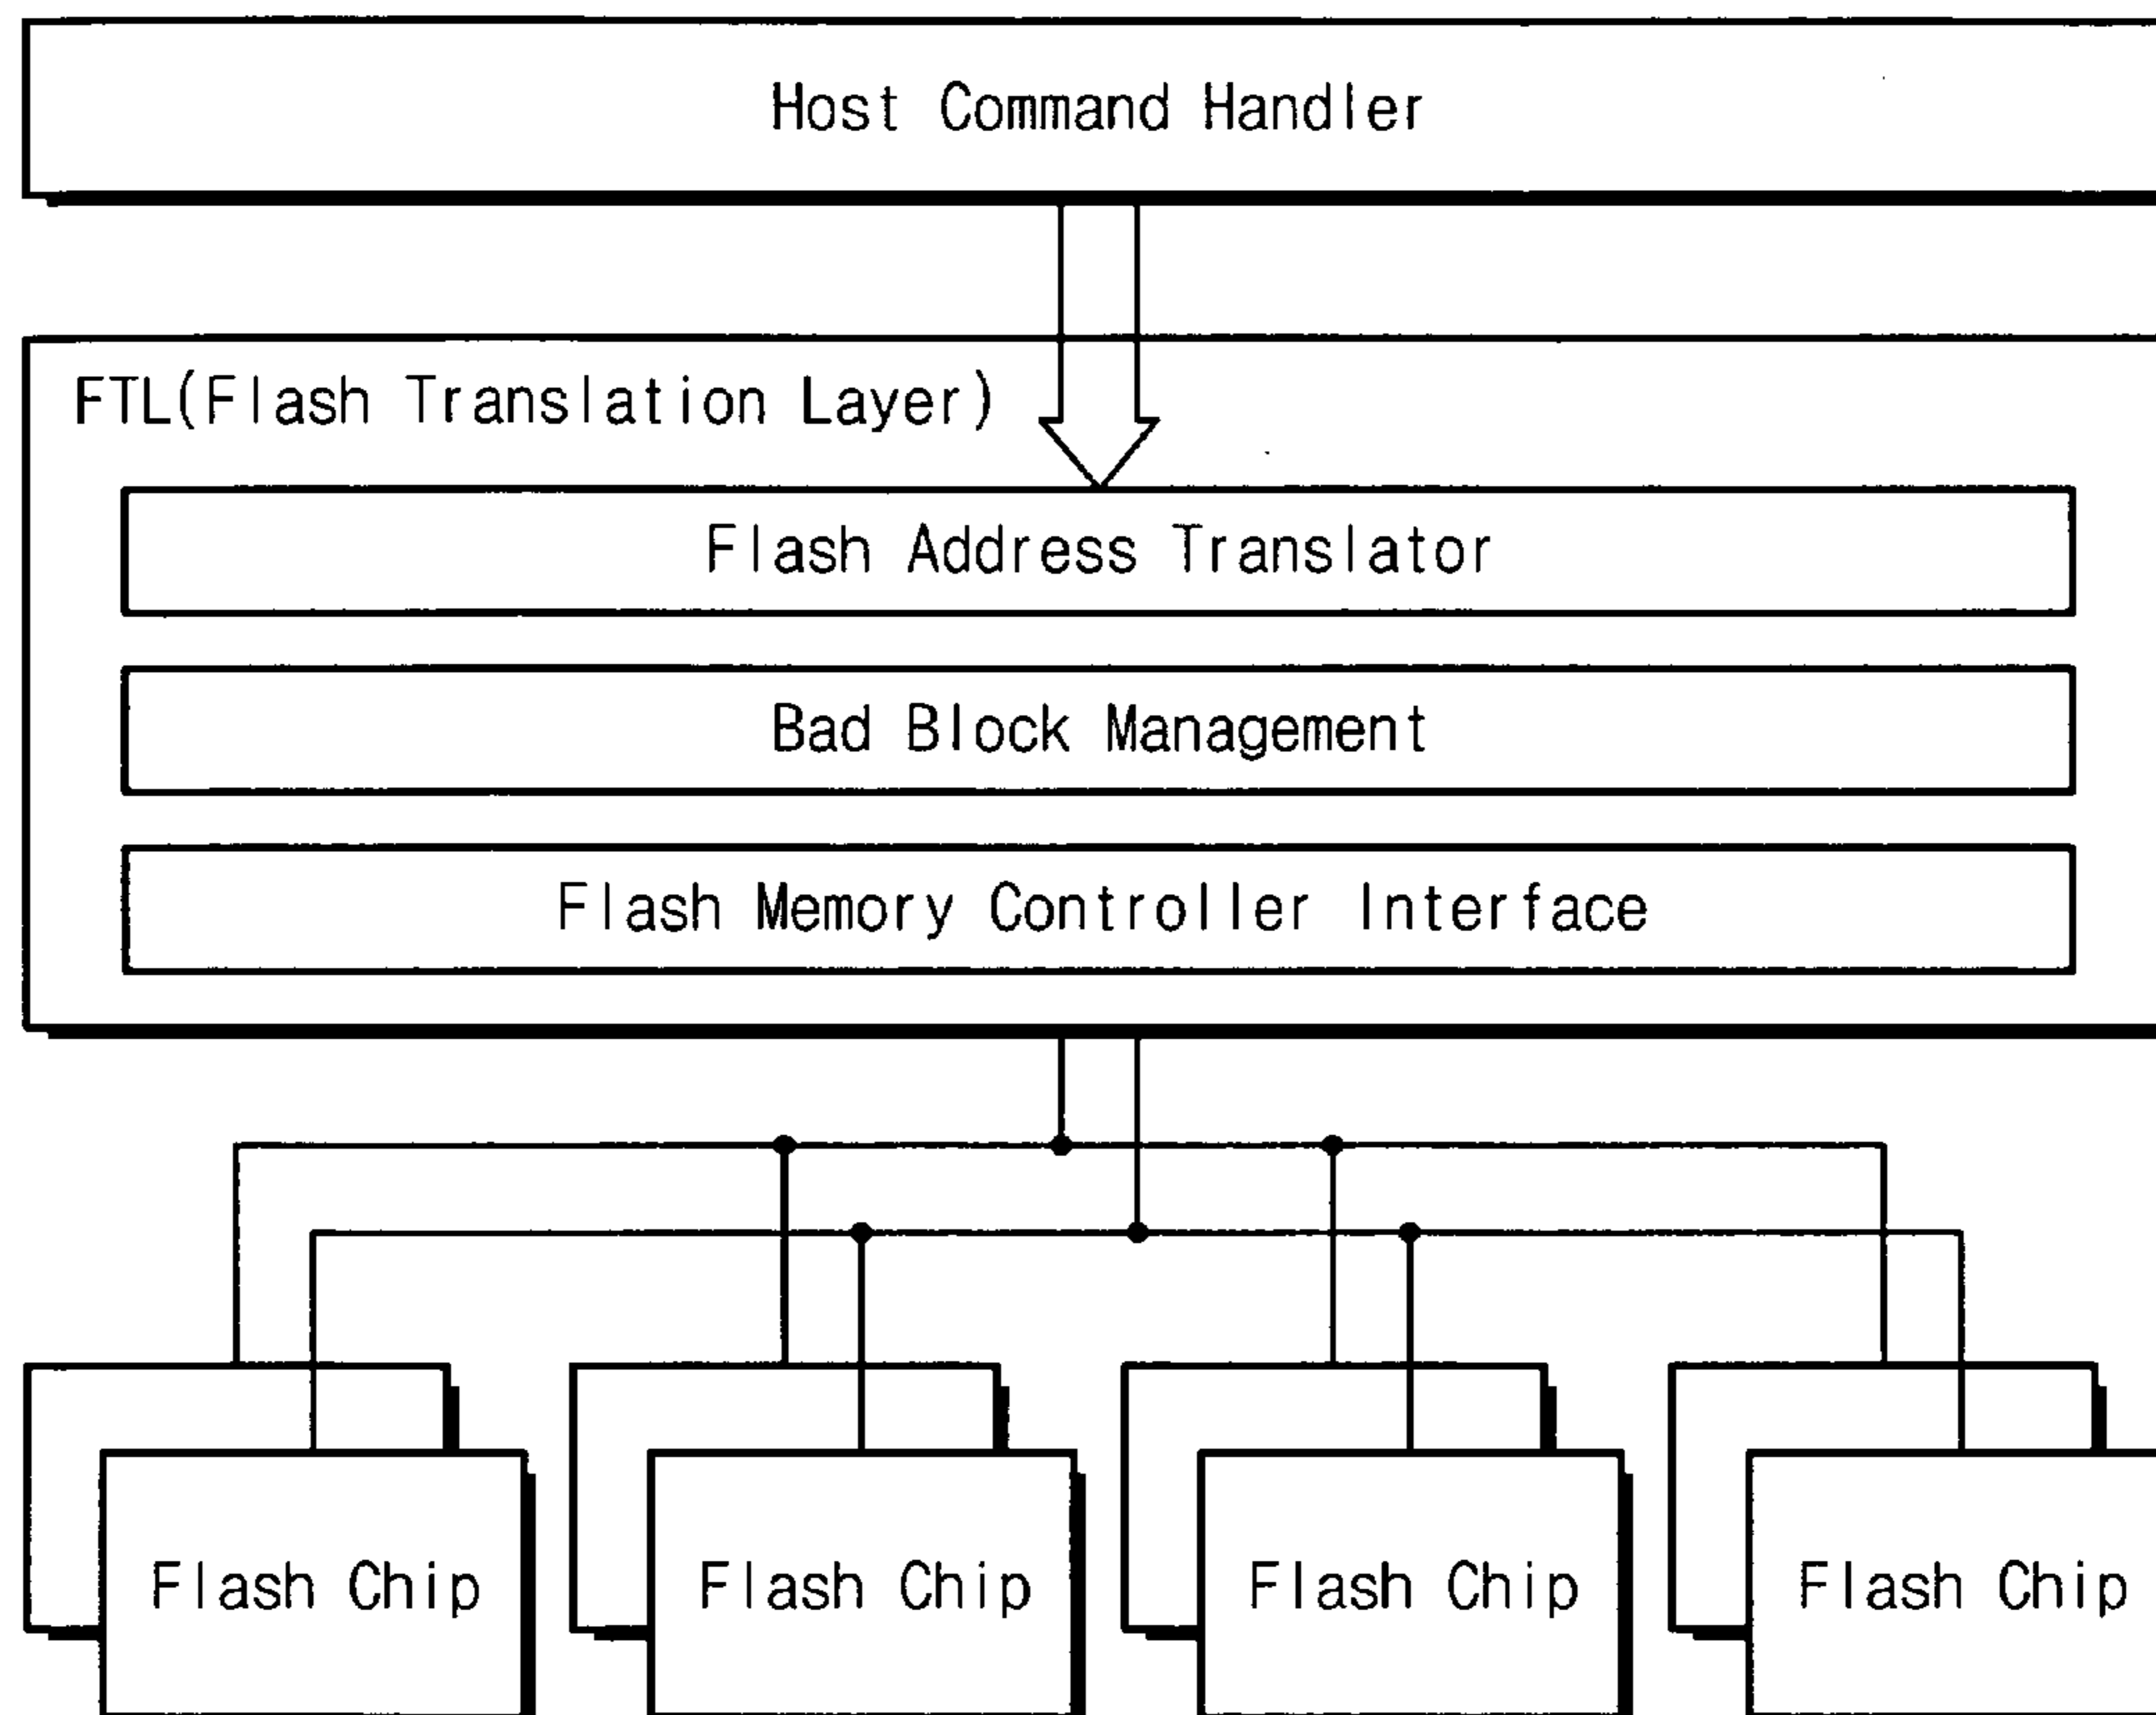 Host Command Handler
FTL(Flash Translation Layer)
Flash Address Translator
Bad Block Management
Flash Memory Controller Interface
Flash Chip
Flash Chip
Flash Chip
Flash Chip